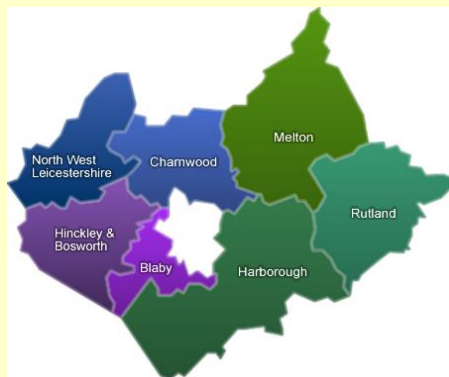 Melton
North West
Leicestershire
Charnwood
Rutland
Hinckley &
Bosworth
Blaby
Harborough